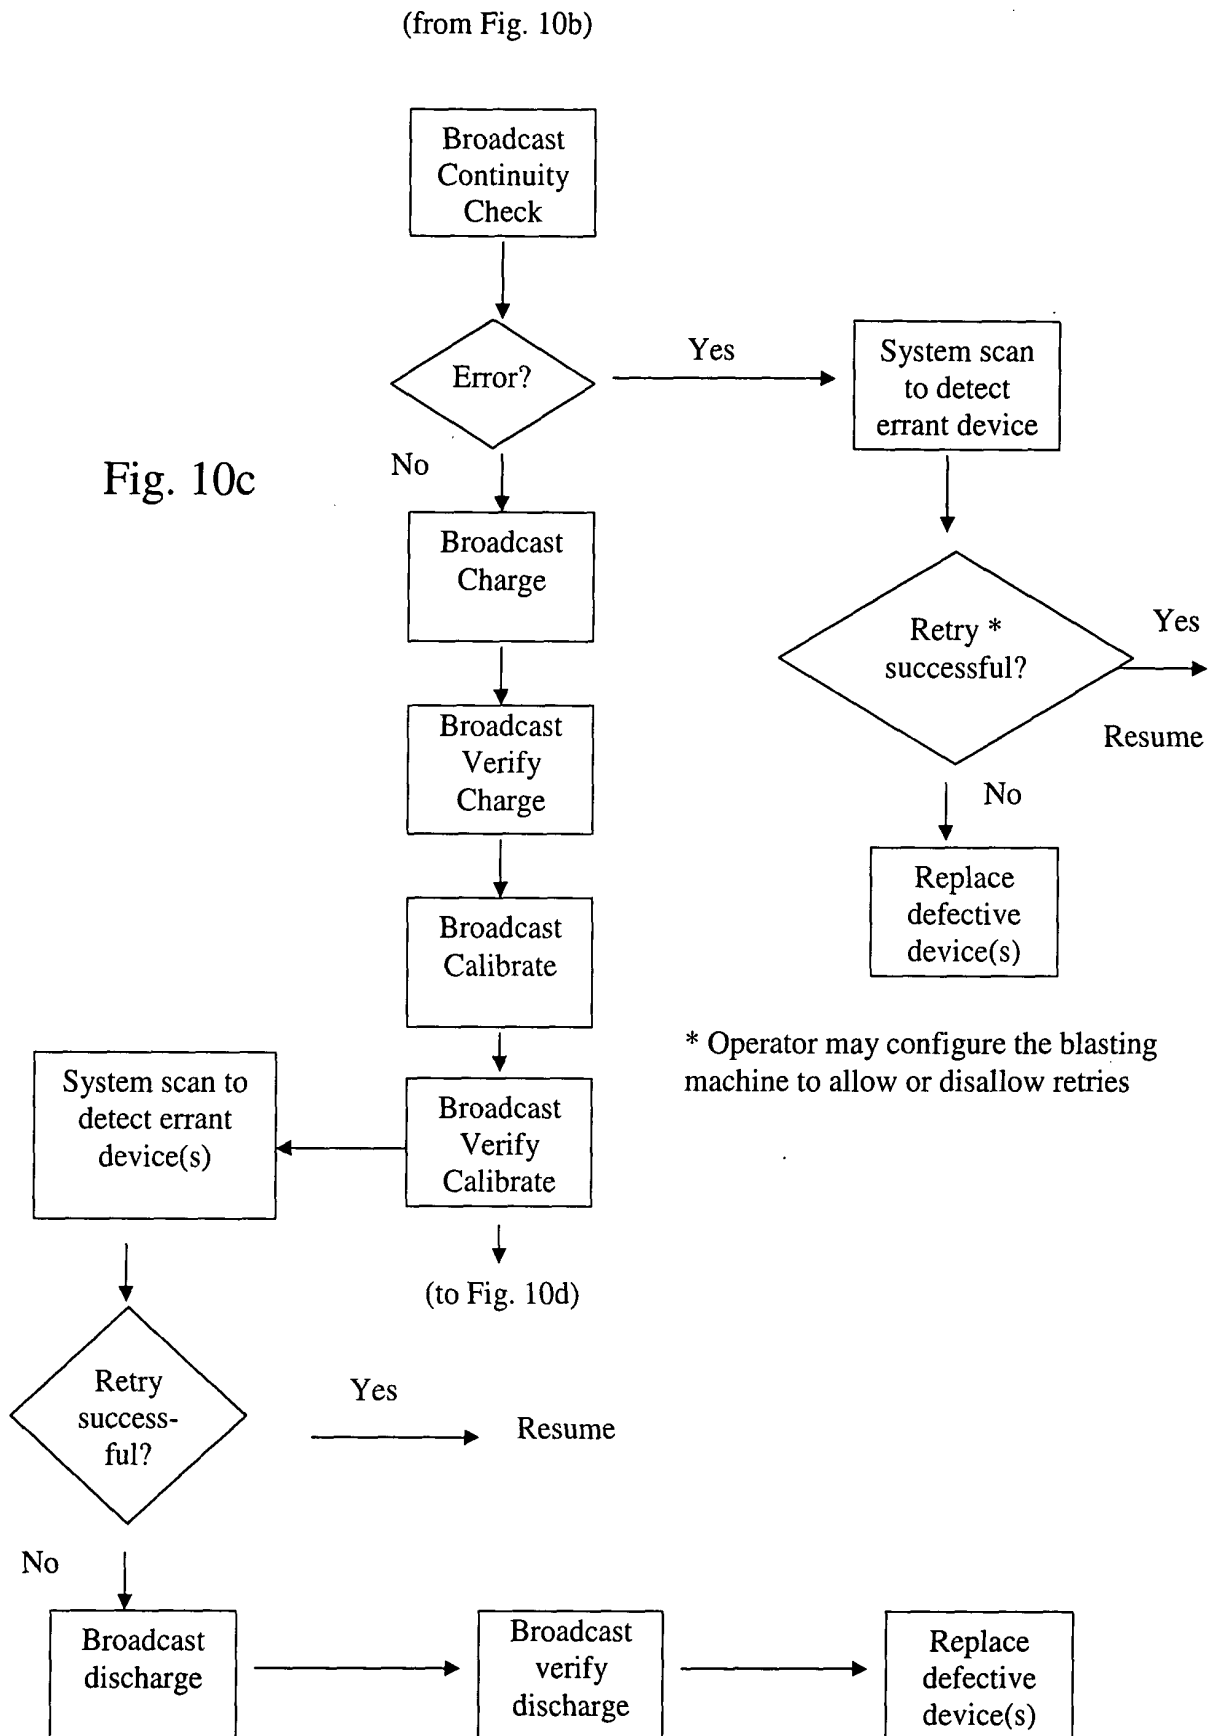 (from Fig. 10b)
Broadcast
Continuity
Check
Error?
Yes
System scan
to detect
errant device
No
Fig. 10c
Broadcast
Charge
Retry *
successful?
Yes
Resume
Broadcast
Verify
Charge
No
Replace
defective
device(s)
Broadcast
Calibrate
* Operator may configure the blasting
machine to allow or disallow retries
System scan to
detect errant
device(s)
Broadcast
Verify
Calibrate
(to Fig. 10d)
Retry
success-
ful?
Yes
Resume
No
Broadcast
discharge
Broadcast
verify
discharge
Replace
defective
device(s)